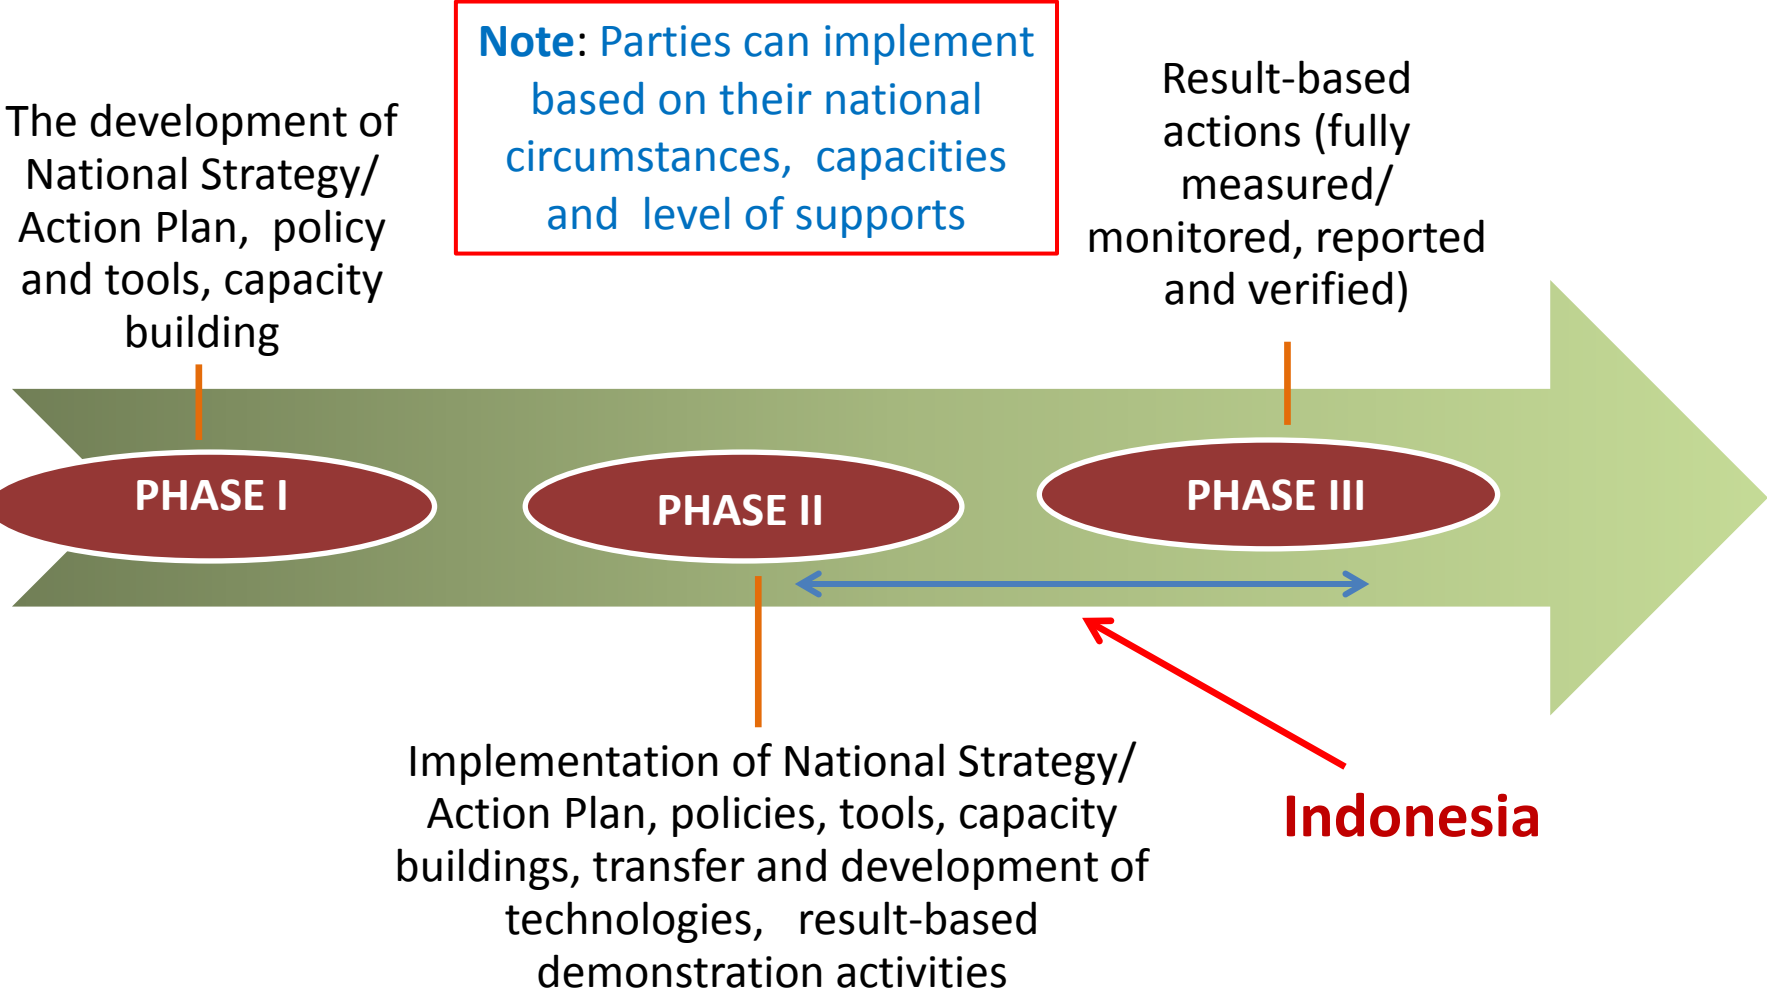 Note: Parties can implement
based on their national
circumstances, capacities
and level of supports
The development of
National Strategy/
Action Plan, policy
and tools, capacity
building
Result-based
actions (fully
measured/
monitored, reported
and verified)
PHASE I
PHASE II
PHASE III
Implementation of National Strategy/
Action Plan, policies, tools, capacity
buildings, transfer and development of
technologies, result-based
demonstration activities
Indonesia